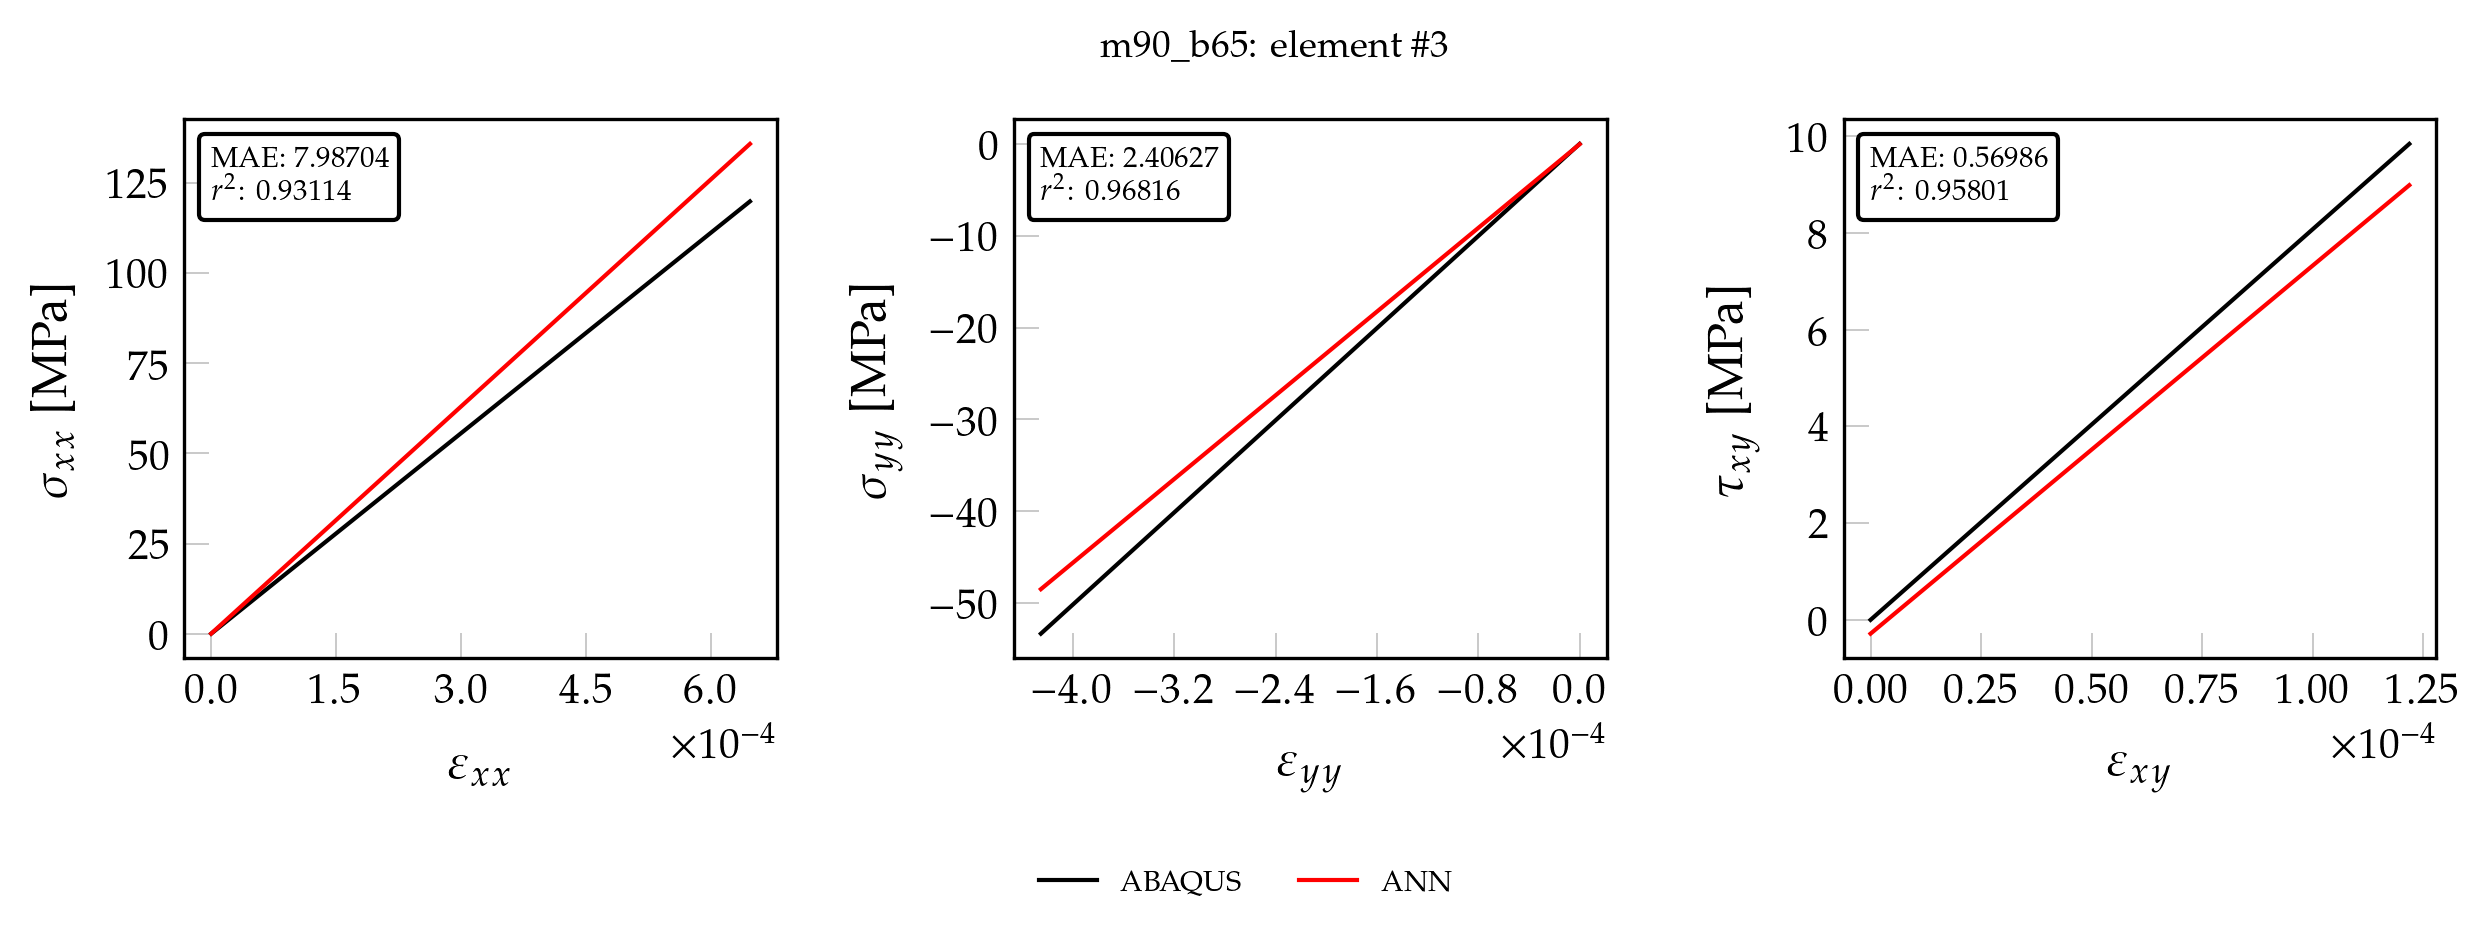 m90_b65: element #3
MAE: 7.98704
r²: 0.93114
125
100
75
50
25
0
σxx [MPa]
0.0 1.5 3.0 4.5 6.0
×10⁻⁴
εxx
MAE: 2.40627
r²: 0.96816
0
−10
−20
−30
−40
−50
σyy [MPa]
−4.0 −3.2 −2.4 −1.6 −0.8 0.0
×10⁻⁴
εyy
MAE: 0.56986
r²: 0.95801
10
8
6
4
2
0
τxy [MPa]
0.00 0.25 0.50 0.75 1.00 1.25
×10⁻⁴
εxy
ABAQUS ANN